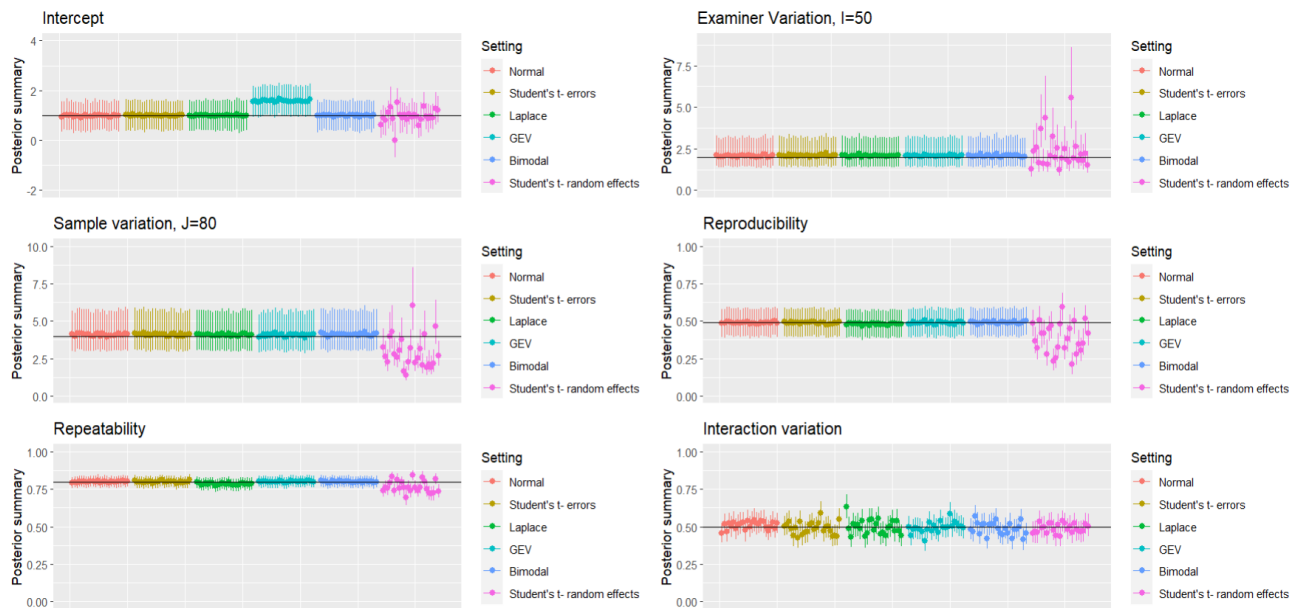 Intercept
Posterior summary
4
2
0
-2
Setting
Normal
Student's t- errors
Laplace
GEV
Bimodal
Student's t- random effects
Examiner Variation, I=50
Posterior summary
7.5
5.0
2.5
0.0
Setting
Normal
Student's t- errors
Laplace
GEV
Bimodal
Student's t- random effects
Sample variation, J=80
Posterior summary
10.0
7.5
5.0
2.5
0.0
Setting
Normal
Student's t- errors
Laplace
GEV
Bimodal
Student's t- random effects
Reproducibility
Posterior summary
1.00
0.75
0.50
0.25
0.00
Setting
Normal
Student's t- errors
Laplace
GEV
Bimodal
Student's t- random effects
Repeatability
Posterior summary
1.00
0.75
0.50
0.25
0.00
Setting
Normal
Student's t- errors
Laplace
GEV
Bimodal
Student's t- random effects
Interaction variation
Posterior summary
1.00
0.75
0.50
0.25
0.00
Setting
Normal
Student's t- errors
Laplace
GEV
Bimodal
Student's t- random effects